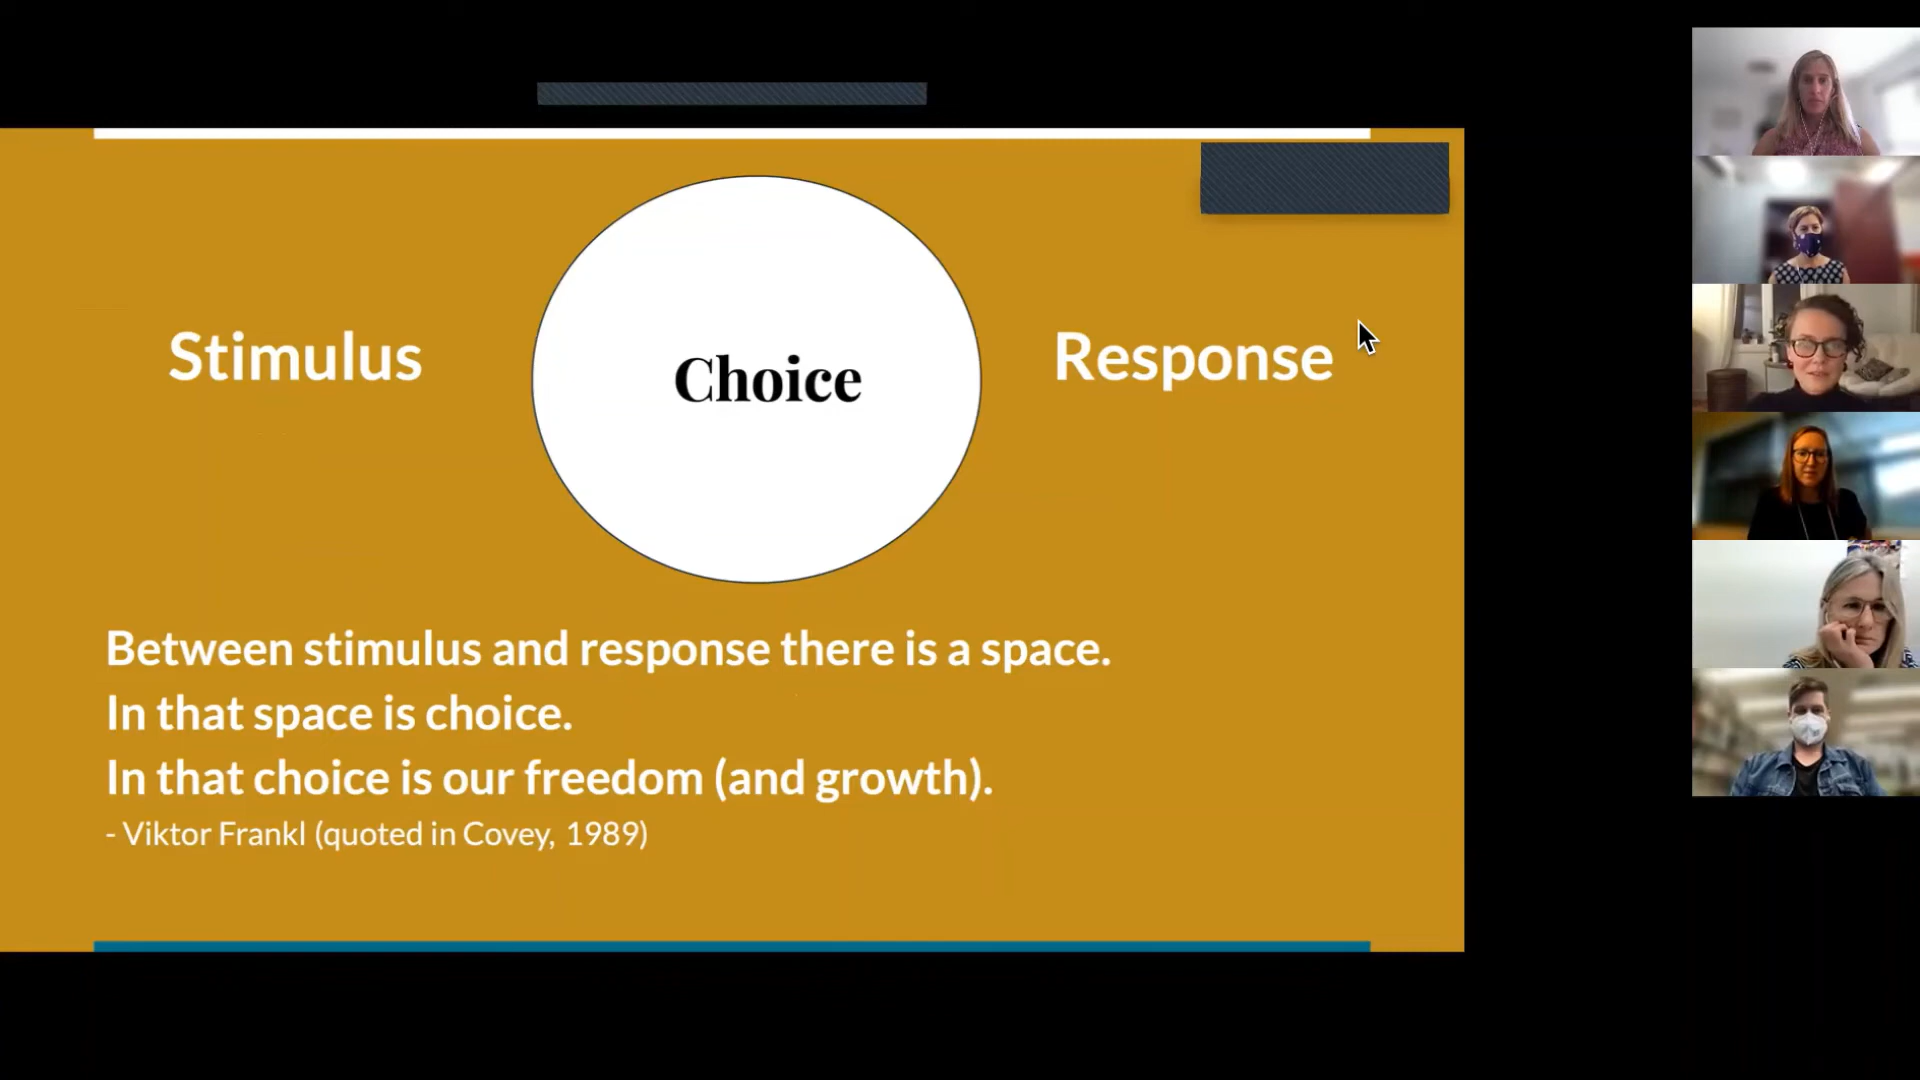 Stimulus
Choice
Response
Between stimulus and response there is a space.
In that space is choice.
In that choice is our freedom (and growth).
- Viktor Frankl (quoted in Covey, 1989)